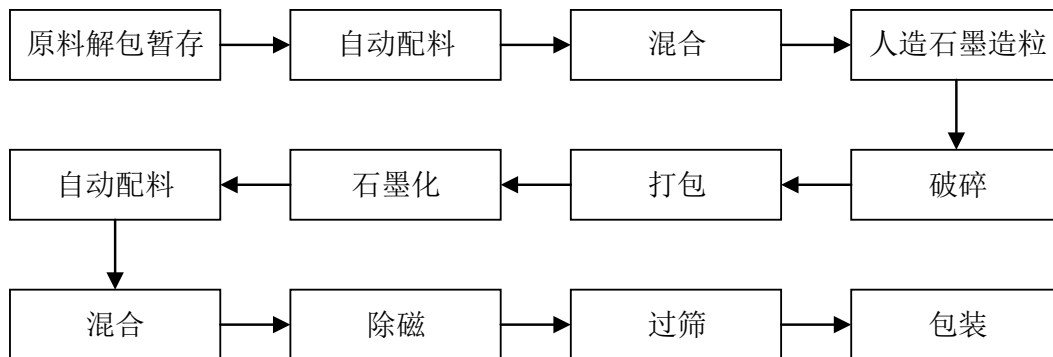 原料解包暂存
自动配料
混合
人造石墨造粒
破碎
打包
石墨化
自动配料
混合
除磁
过筛
包装